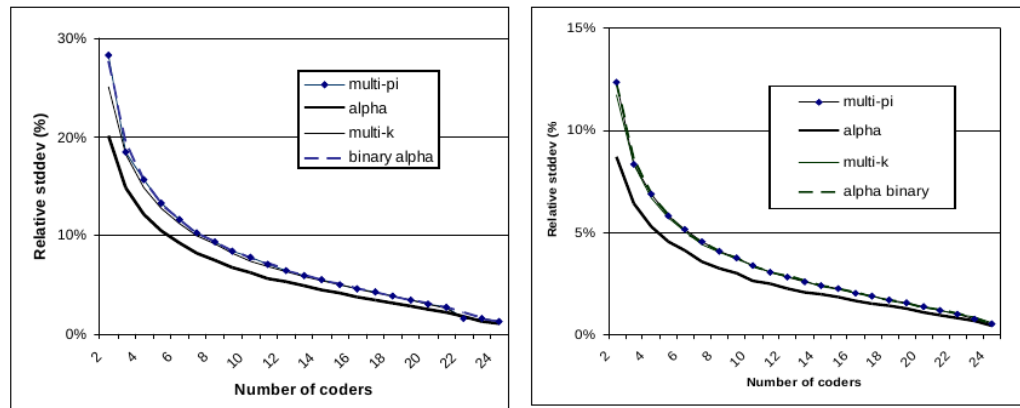 30%
20%
10%
0%
Relative stddev (%)
multi-pi
alpha
multi-k
binary alpha
2 4 6 8 10 12 14 16 18 20 22 24
Number of coders
15%
10%
5%
0%
Relative stddev (%
multi-pi
alpha
multi-k
alpha binary
2 4 6 8 10 12 14 16 18 20 22 24
Number of coders